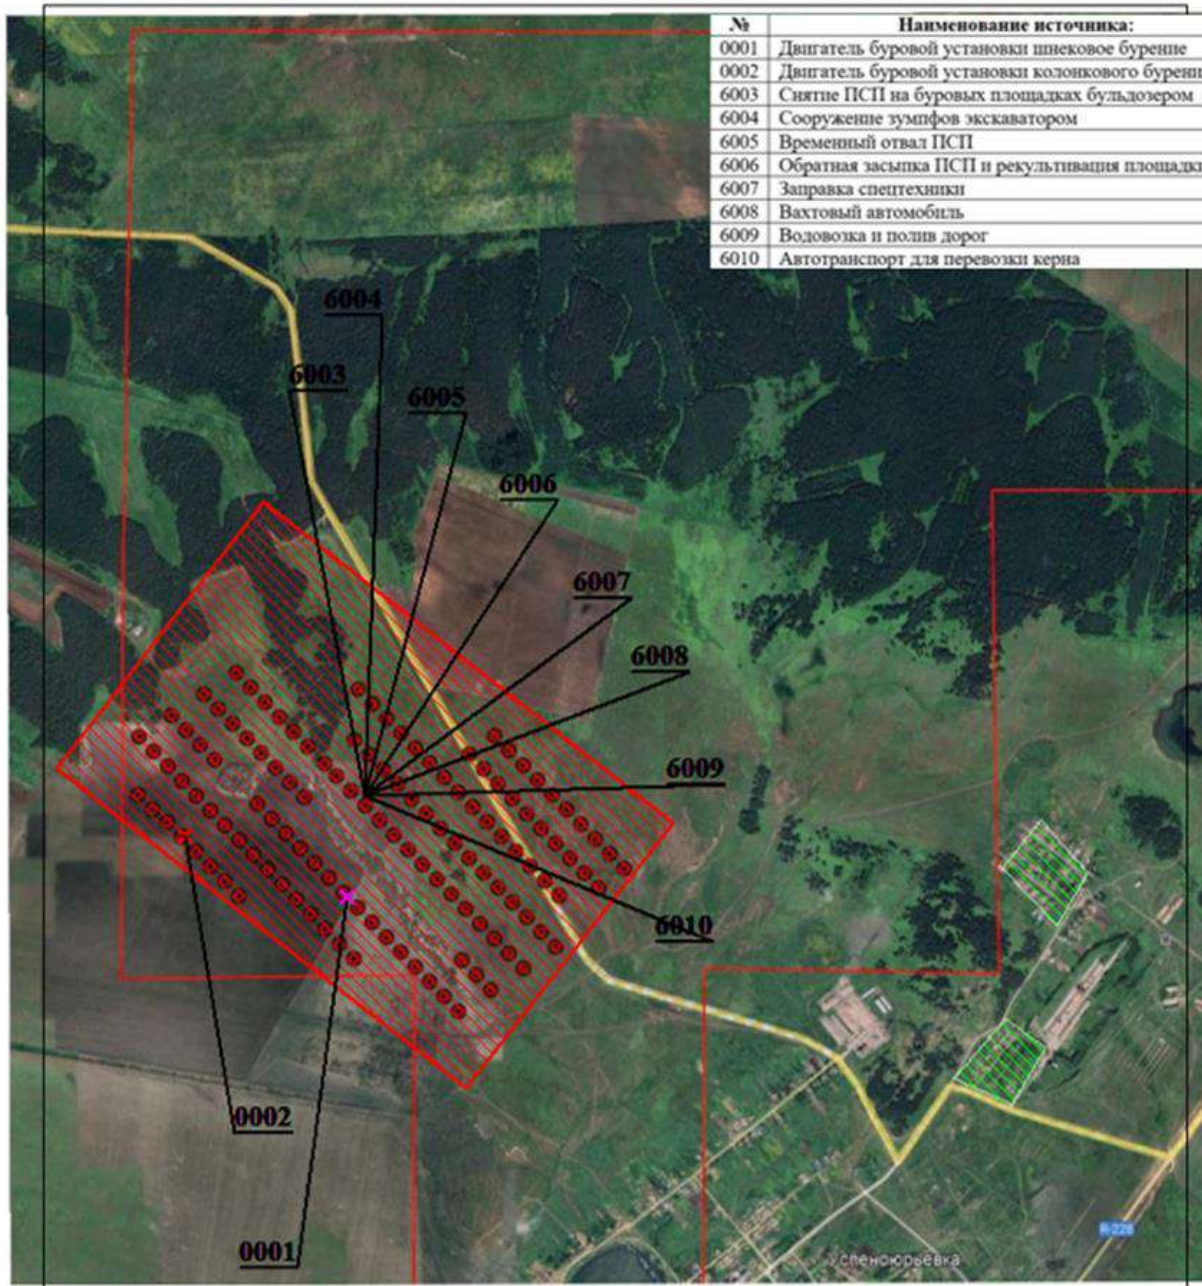 № Наименование источника:
0001 Двигатель буровой установки шнековое бурение
0002 Двигатель буровой установки колонкового бурени
6003 Снятие ПСП на буровых площадках бульдозером
6004 Сооружение зумпфов экскаватором
6005 Временный отвал ПСП
6006 Обратная засыпка ПСП и рекультивация площадки
6007 Заправка спецтехники
6008 Вахтовый автомобиль
6009 Водовозка и полив дорог
6010 Автотранспорт для перевозки керна
6004
6003
6005
6006
6007
6008
6009
6010
0002
0001
R-228
Успеноюрьевка